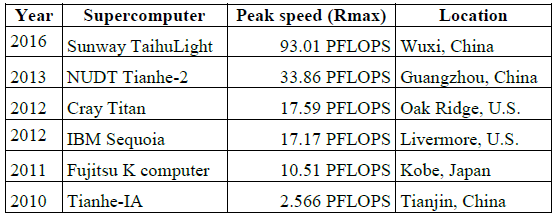 Year Supercomputer Peak speed (Rmax) Location
2016 Sunway TaihuLight 93.01 PFLOPS Wuxi, China
2013 NUDT Tianhe-2 33.86 PFLOPS Guangzhou, China
2012 Cray Titan 17.59 PFLOPS Oak Ridge, U.S.
2012 IBM Sequoia 17.17 PFLOPS Livermore, U.S.
2011 Fujitsu K computer 10.51 PFLOPS Kobe, Japan
2010 Tianhe-IA 2.566 PFLOPS Tianjin, China